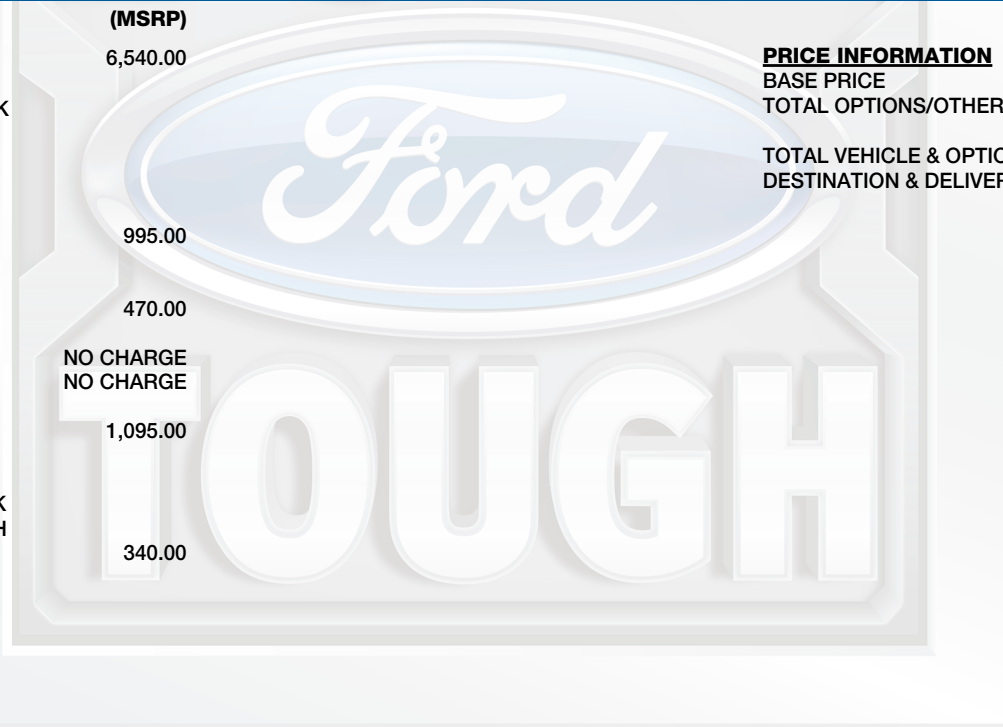 (MSRP)
6,540.00
K
995.00
470.00
NO CHARGE
NO CHARGE
1,095.00
K
H
340.00
PRICE INFORMATION
BASE PRICE
TOTAL OPTIONS/OTHER
TOTAL VEHICLE & OPTIO
DESTINATION & DELIVER
Ford
TOUGH